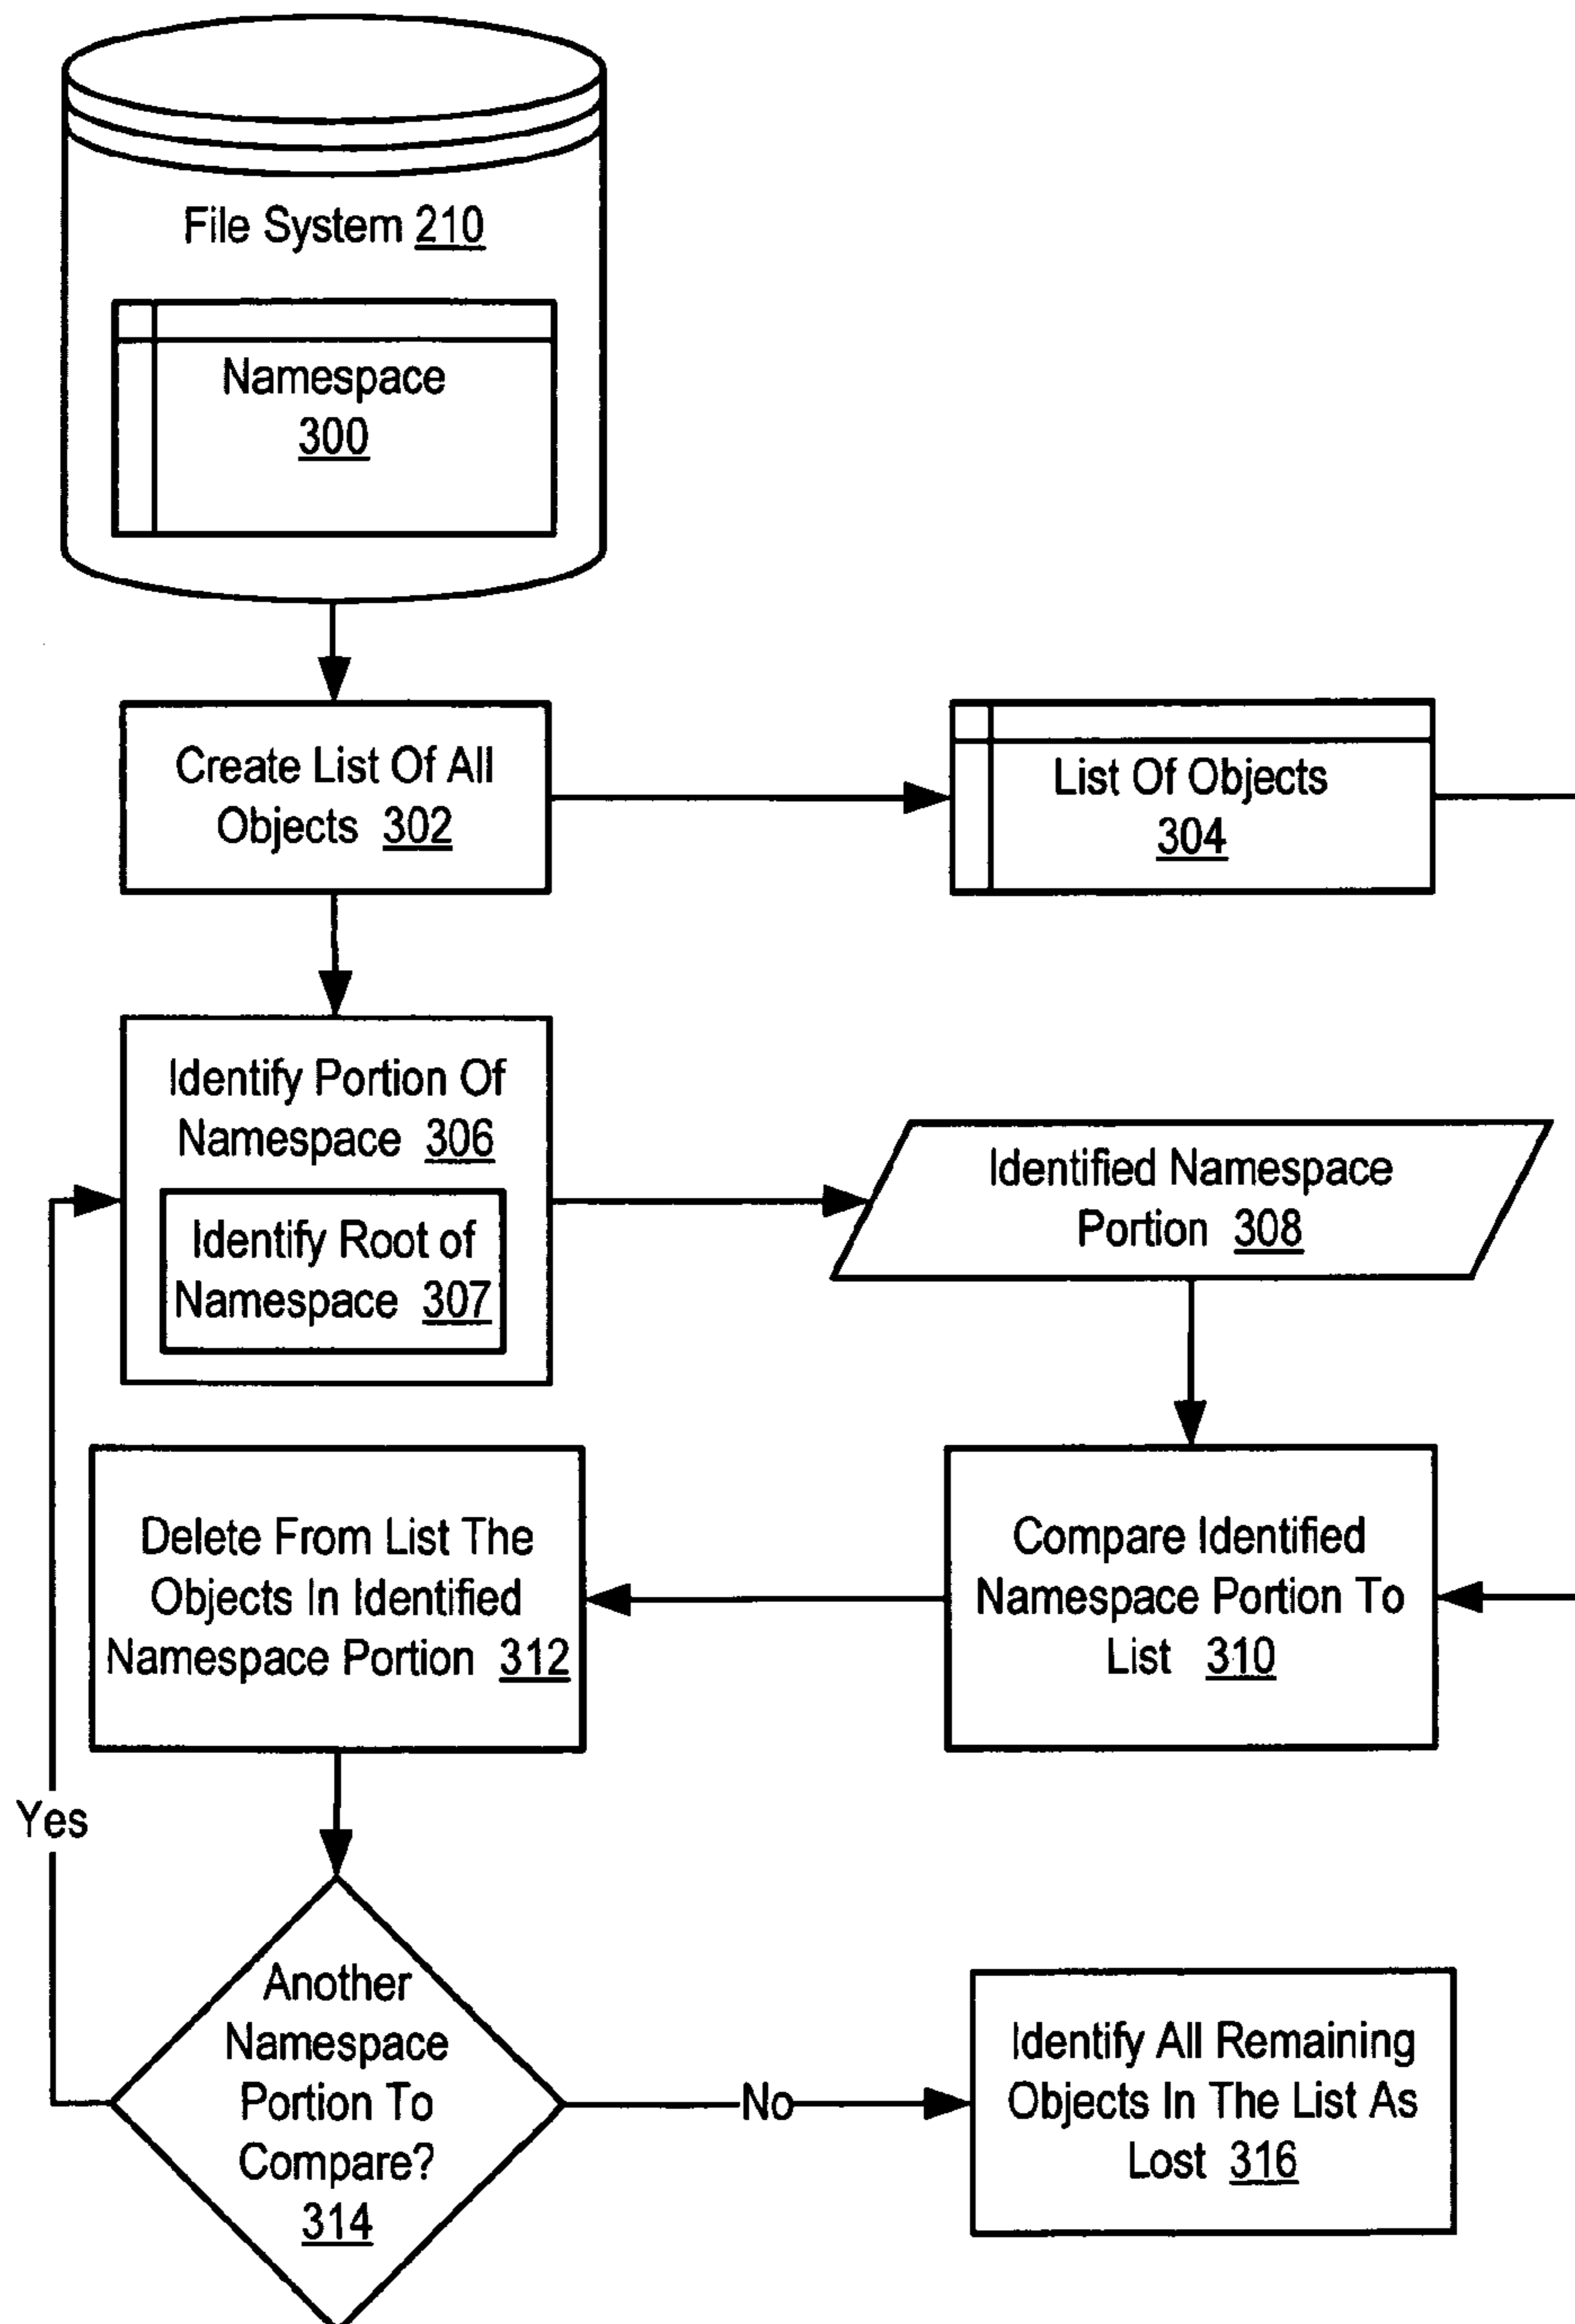 File System 210
Namespace
300
Create List Of All
Objects 302
List Of Objects
304
Identify Portion Of
Namespace 306
Identify Root of
Namespace 307
Identified Namespace
Portion 308
Delete From List The
Objects In Identified
Namespace Portion 312
Compare Identified
Namespace Portion To
List 310
Yes
Another
Namespace
Portion To
Compare?
314
No
Identify All Remaining
Objects In The List As
Lost 316